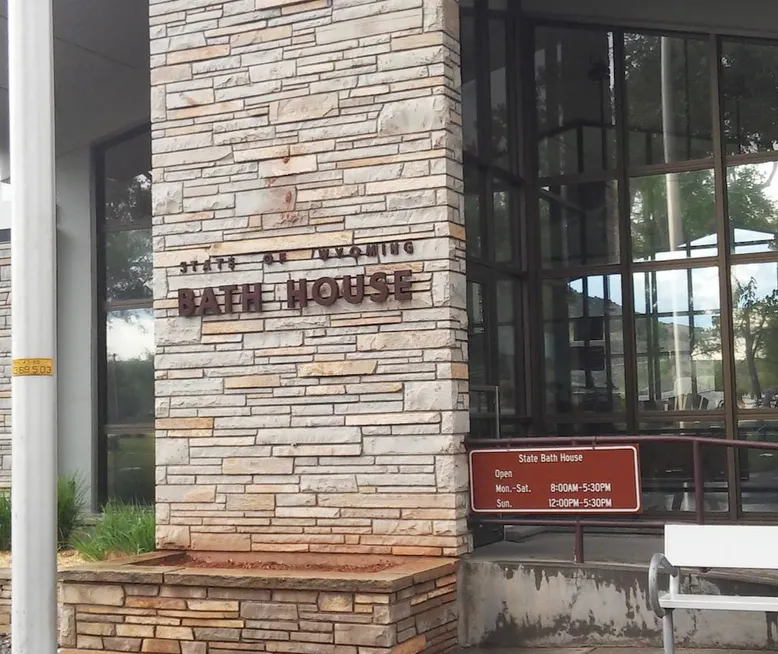 STATE OF WYOMING
BATH HOUSE
State Bath House
Open
Mon.-Sat. 8:00AM-5:30PM
Sun. 12:00PM-5:30PM